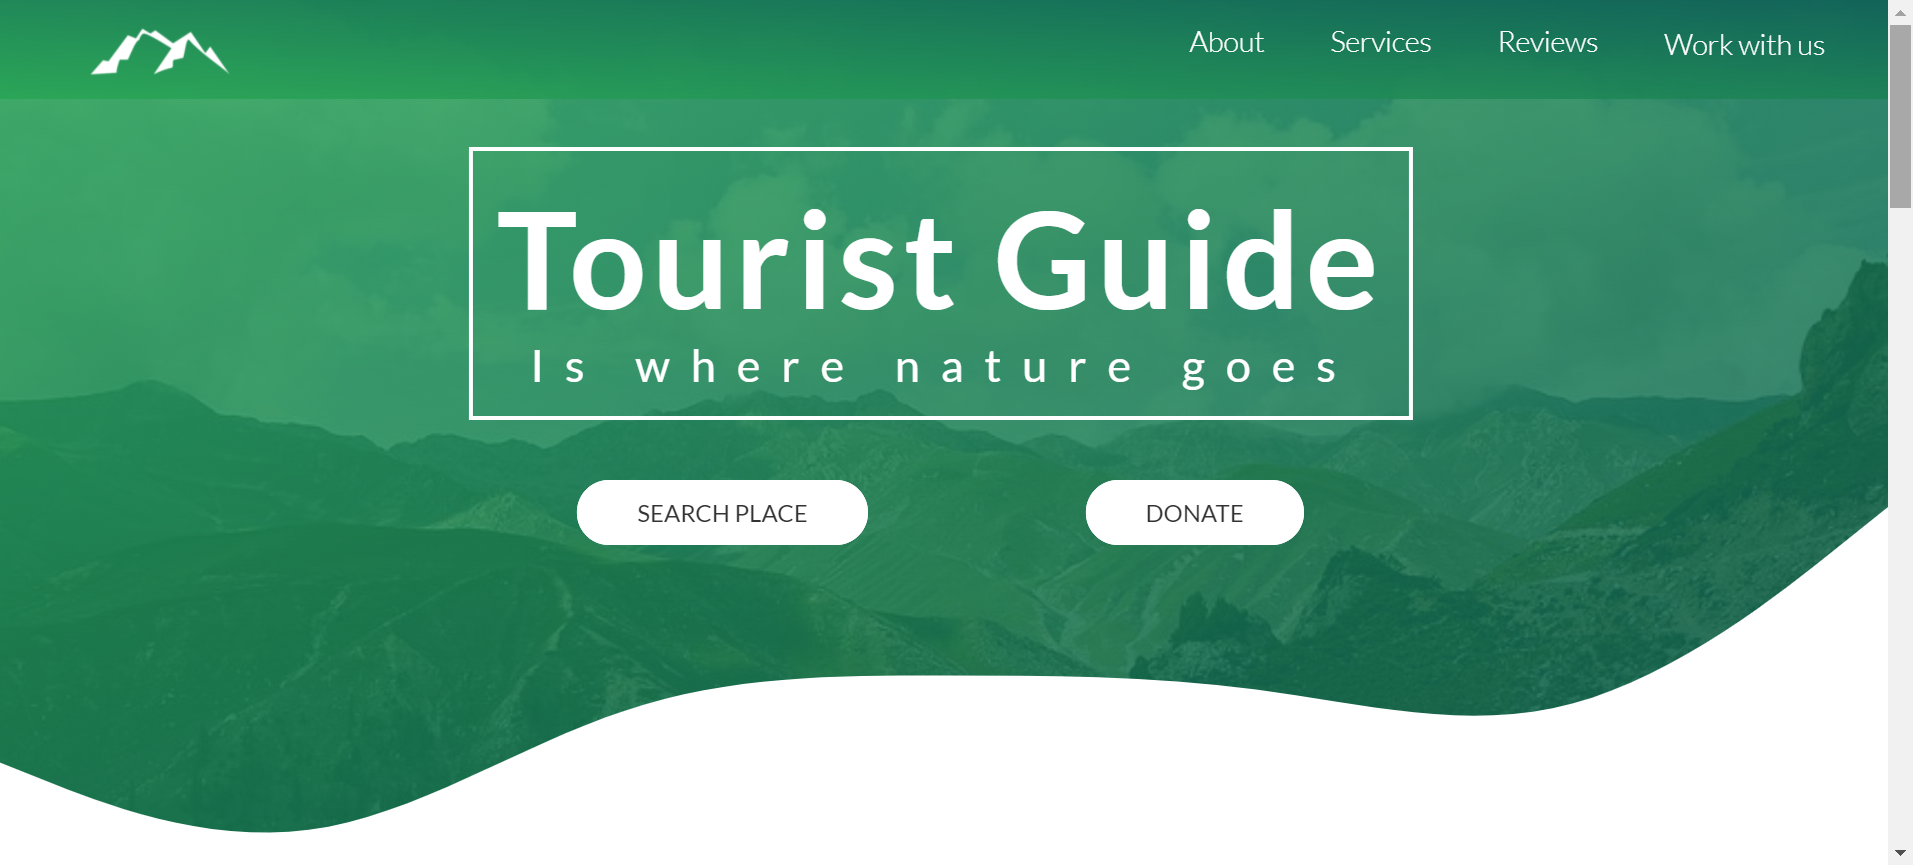 About Services Reviews Work with us
Tourist Guide
Is where nature goes
SEARCH PLACE DONATE